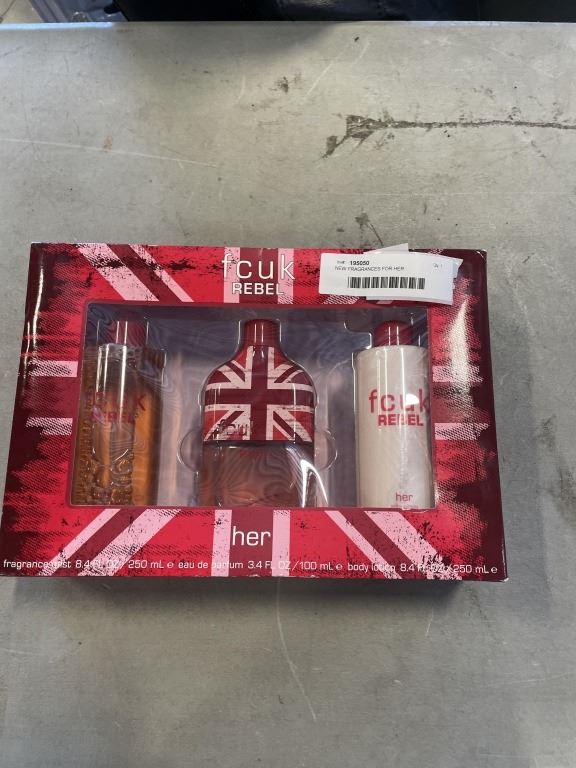 fcuk
REBEL
195050
NEW FRAGRANCES FOR HER
fcuk
REBEL
fcuk
fcuk
REBEL
her
her
fragrance mist 8.4 FL OZ / 250 mL e eau de parfum 3.4 FL OZ / 100 mL e body lotion 8.4 FL OZ / 250 mL e